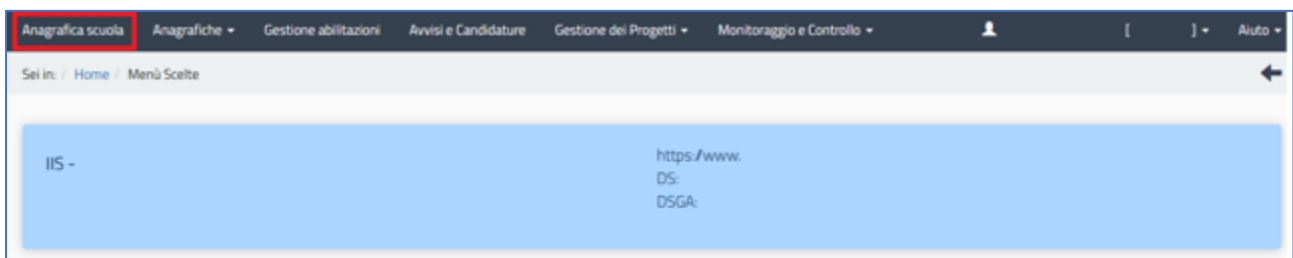 Anagrafica scuola Anagrafiche Gestione abilitazioni Avvisi e Candidature Gestione dei Progetti Monitoraggio e Controllo [ ] Aiuto
Sei in: / Home / Menù Scelte
IIS -
https://www.
DS:
DSGA: